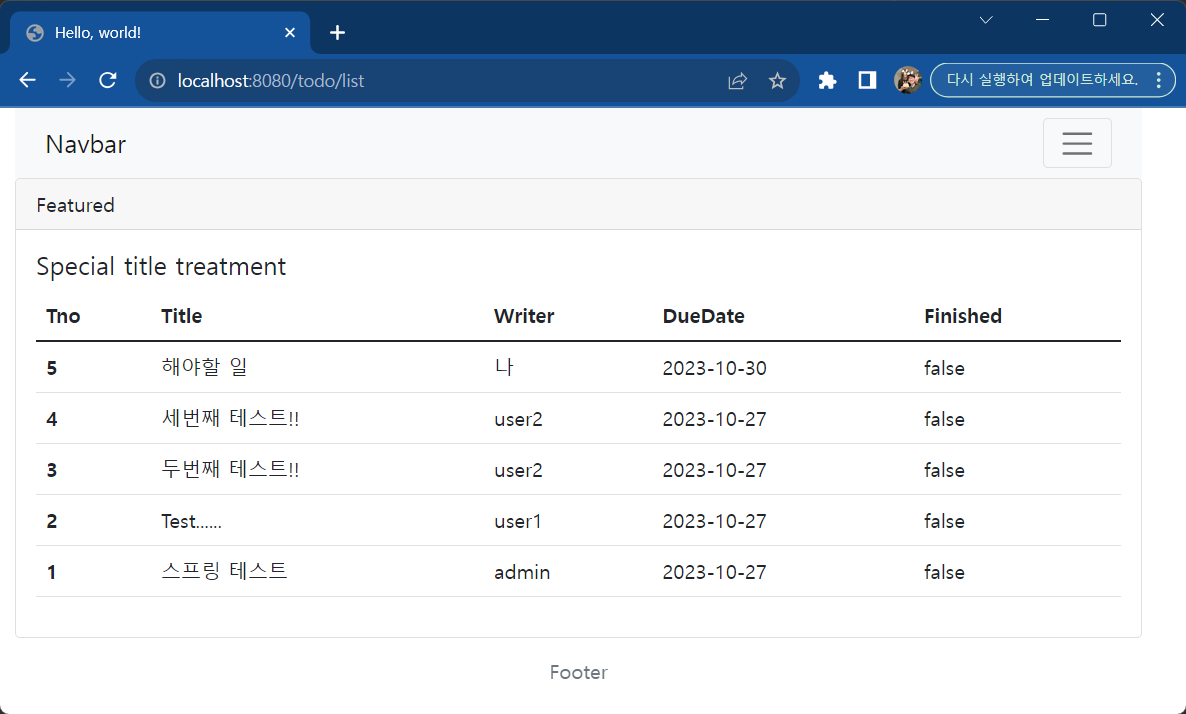 Hello, world!
localhost:8080/todo/list
다시 실행하여 업데이트하세요.
Navbar
Featured
Special title treatment
Tno Title Writer DueDate Finished
5 해야할 일 나 2023-10-30 false
4 세번째 테스트!! user2 2023-10-27 false
3 두번째 테스트!! user2 2023-10-27 false
2 Test...... user1 2023-10-27 false
1 스프링 테스트 admin 2023-10-27 false
Footer